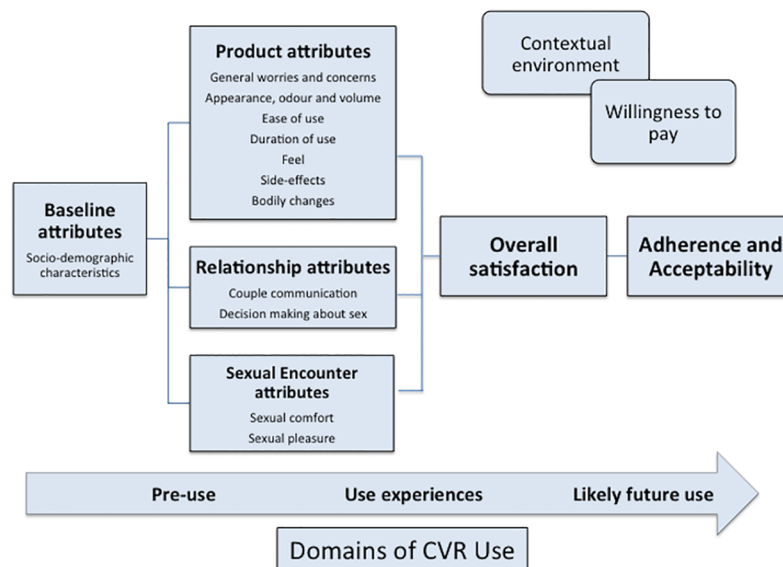 Product attributes
General worries and concerns
Appearance, odour and volume
Ease of use
Duration of use
Feel
Side-effects
Bodily changes
Contextual
environment
Willingness to
pay
Baseline
attributes
Socio-demographic
characteristics
Relationship attributes
Couple communication
Decision making about sex
Overall
satisfaction
Adherence and
Acceptability
Sexual Encounter
attributes
Sexual comfort
Sexual pleasure
Pre-use
Use experiences
Likely future use
Domains of CVR Use